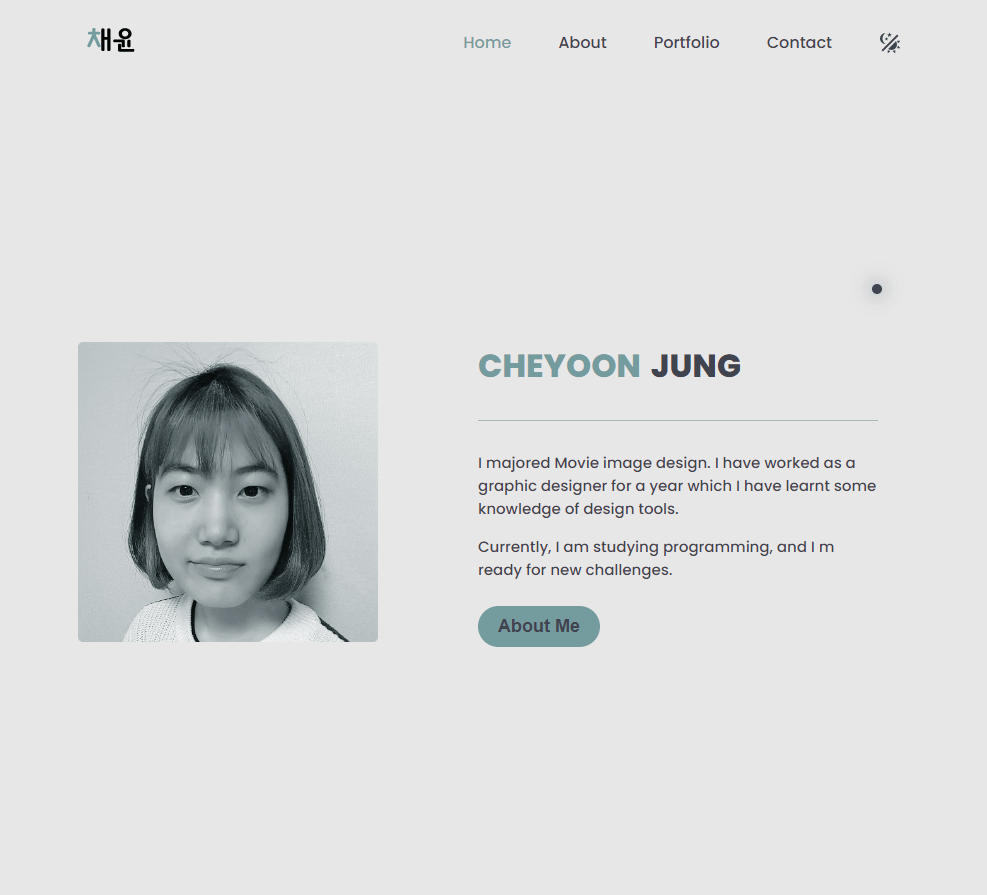 채윤
Home About Portfolio Contact
CHEYOON JUNG
I majored Movie image design. I have worked as a
graphic designer for a year which I have learnt some
knowledge of design tools.
Currently, I am studying programming, and I m
ready for new challenges.
About Me